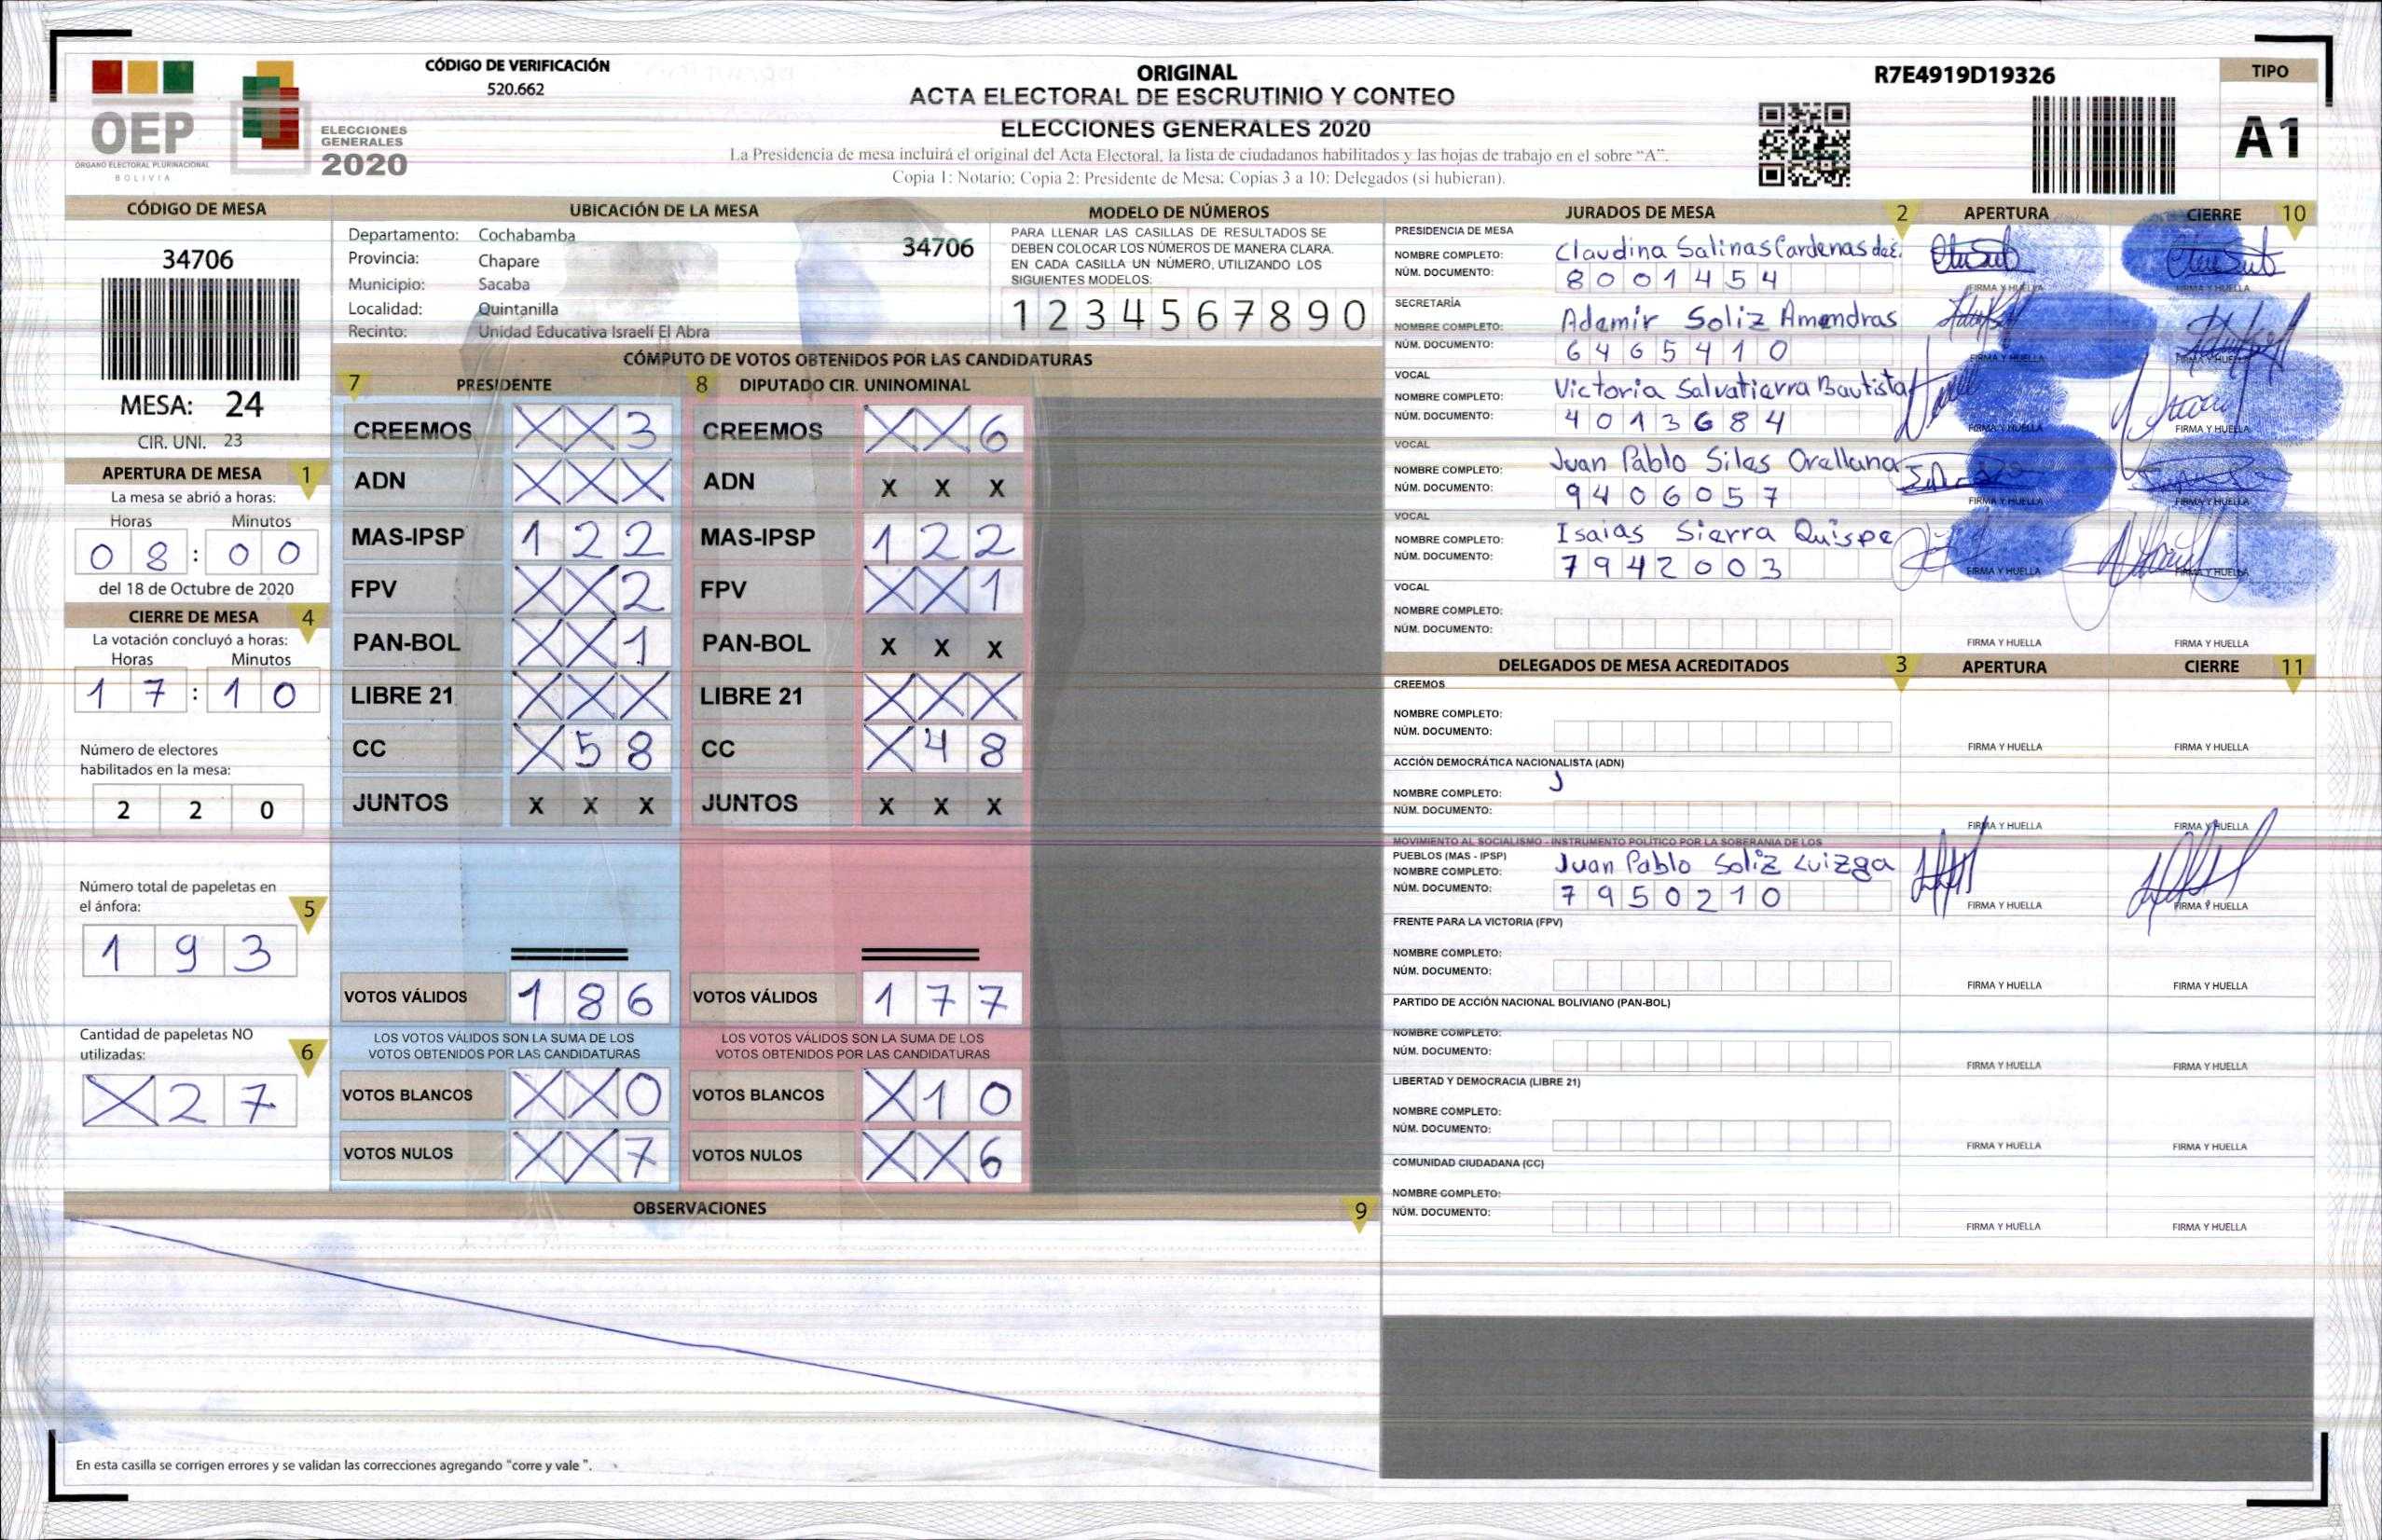 CÓDIGO DE VERIFICACIÓN
520.662
OEP
ÓRGANO ELECTORAL PLURINACIONAL
BOLIVIA
ELECCIONES
GENERALES
2020
ORIGINAL
ACTA ELECTORAL DE ESCRUTINIO Y CONTEO
ELECCIONES GENERALES 2020
La Presidencia de mesa incluirá el original del Acta Electoral, la lista de ciudadanos habilitados y las hojas de trabajo en el sobre "A".
Copia 1: Notario; Copia 2: Presidente de Mesa; Copias 3 a 10: Delegados (si hubieran).
R7E4919D19326
TIPO
A1
CÓDIGO DE MESA
34706
MESA: 24
CIR. UNI. 23
APERTURA DE MESA 1
La mesa se abrió a horas:
Horas Minutos
0 8 : 0 0
del 18 de Octubre de 2020
CIERRE DE MESA 4
La votación concluyó a horas:
Horas Minutos
1 7 : 1 0
Número de electores
habilitados en la mesa:
2 2 0
Número total de papeletas en
el ánfora: 5
1 9 3
Cantidad de papeletas NO
utilizadas: 6
X 2 7
UBICACIÓN DE LA MESA
Departamento: Cochabamba
Provincia: Chapare
Municipio: Sacaba
Localidad: Quintanilla
Recinto: Unidad Educativa Israelí El Abra
34706
MODELO DE NÚMEROS
PARA LLENAR LAS CASILLAS DE RESULTADOS SE
DEBEN COLOCAR LOS NÚMEROS DE MANERA CLARA.
EN CADA CASILLA UN NÚMERO, UTILIZANDO LOS
SIGUIENTES MODELOS:
1 2 3 4 5 6 7 8 9 0
CÓMPUTO DE VOTOS OBTENIDOS POR LAS CANDIDATURAS
7 PRESIDENTE 8 DIPUTADO CIR. UNINOMINAL
CREEMOS X X 3 CREEMOS X X 6
ADN X X X ADN X X X
MAS-IPSP 1 2 2 MAS-IPSP 1 2 2
FPV X X 2 FPV X X 1
PAN-BOL X X 1 PAN-BOL X X X
LIBRE 21 X X X LIBRE 21 X X X
CC X 5 8 CC X 4 8
JUNTOS X X X JUNTOS X X X
VOTOS VÁLIDOS 1 8 6 VOTOS VÁLIDOS 1 7 7
LOS VOTOS VÁLIDOS SON LA SUMA DE LOS LOS VOTOS VÁLIDOS SON LA SUMA DE LOS
VOTOS OBTENIDOS POR LAS CANDIDATURAS VOTOS OBTENIDOS POR LAS CANDIDATURAS
VOTOS BLANCOS X X 0 VOTOS BLANCOS X 1 0
VOTOS NULOS X X 7 VOTOS NULOS X X 6
OBSERVACIONES 9
En esta casilla se corrigen errores y se validan las correcciones agregando "corre y vale ".
JURADOS DE MESA 2 APERTURA CIERRE 10
PRESIDENCIA DE MESA
NOMBRE COMPLETO: Claudina Salinas Cardenas de
NÚM. DOCUMENTO: 8 0 0 1 4 5 4
FIRMA Y HUELLA FIRMA Y HUELLA
SECRETARÍA
NOMBRE COMPLETO: Ademir Soliz Amendras
NÚM. DOCUMENTO: 6 4 6 5 4 1 0
FIRMA Y HUELLA FIRMA Y HUELLA
VOCAL
NOMBRE COMPLETO: Victoria Salvatierra Bautista
NÚM. DOCUMENTO: 4 0 1 3 6 8 4
FIRMA Y HUELLA FIRMA Y HUELLA
VOCAL
NOMBRE COMPLETO: Juan Pablo Siles Orellana
NÚM. DOCUMENTO: 9 4 0 6 0 5 7
FIRMA Y HUELLA FIRMA Y HUELLA
VOCAL
NOMBRE COMPLETO: Isaias Sierra Quispe
NÚM. DOCUMENTO: 7 9 4 2 0 0 3
FIRMA Y HUELLA FIRMA Y HUELLA
VOCAL
NOMBRE COMPLETO:
NÚM. DOCUMENTO:
FIRMA Y HUELLA FIRMA Y HUELLA
DELEGADOS DE MESA ACREDITADOS 3 APERTURA CIERRE 11
CREEMOS
NOMBRE COMPLETO:
NÚM. DOCUMENTO:
FIRMA Y HUELLA FIRMA Y HUELLA
ACCIÓN DEMOCRÁTICA NACIONALISTA (ADN)
NOMBRE COMPLETO:
NÚM. DOCUMENTO:
FIRMA Y HUELLA FIRMA Y HUELLA
MOVIMIENTO AL SOCIALISMO - INSTRUMENTO POLÍTICO POR LA SOBERANIA DE LOS
PUEBLOS (MAS - IPSP)
NOMBRE COMPLETO: Juan Pablo Soliz Luizga
NÚM. DOCUMENTO: 7 9 5 0 2 1 0
FIRMA Y HUELLA FIRMA Y HUELLA
FRENTE PARA LA VICTORIA (FPV)
NOMBRE COMPLETO:
NÚM. DOCUMENTO:
FIRMA Y HUELLA FIRMA Y HUELLA
PARTIDO DE ACCIÓN NACIONAL BOLIVIANO (PAN-BOL)
NOMBRE COMPLETO:
NÚM. DOCUMENTO:
FIRMA Y HUELLA FIRMA Y HUELLA
LIBERTAD Y DEMOCRACIA (LIBRE 21)
NOMBRE COMPLETO:
NÚM. DOCUMENTO:
FIRMA Y HUELLA FIRMA Y HUELLA
COMUNIDAD CIUDADANA (CC)
NOMBRE COMPLETO:
NÚM. DOCUMENTO:
FIRMA Y HUELLA FIRMA Y HUELLA